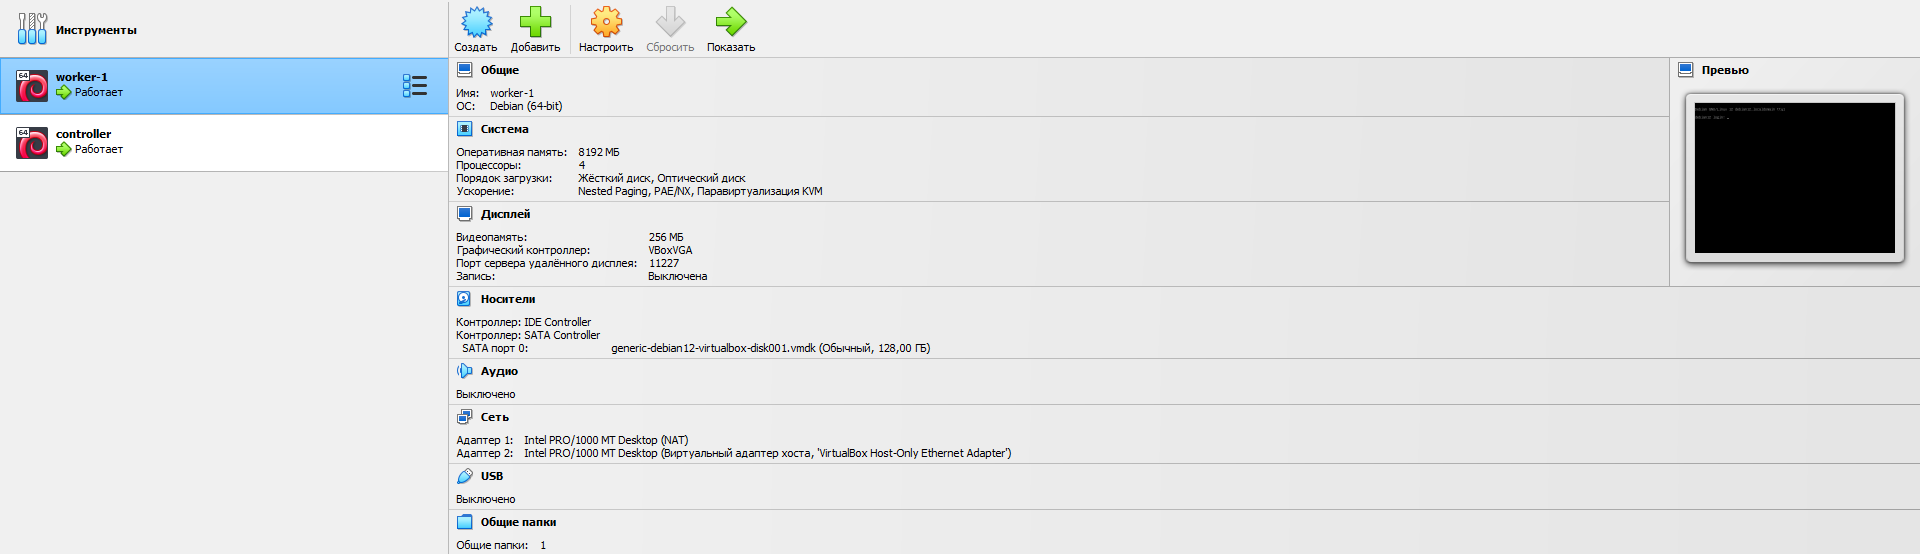 Инструменты
64
worker-1
Работает
64
controller
Работает
Создать
Добавить
Настроить
Сбросить
Показать
Общие
Имя: worker-1
ОС: Debian (64-bit)
Система
Оперативная память: 8192 МБ
Процессоры: 4
Порядок загрузки: Жёсткий диск, Оптический диск
Ускорение: Nested Paging, PAE/NX, Паравиртуализация KVM
Дисплей
Видеопамять: 256 МБ
Графический контроллер: VBoxVGA
Порт сервера удалённого дисплея: 11227
Запись: Выключена
Носители
Контроллер: IDE Controller
Контроллер: SATA Controller
SATA порт 0: generic-debian12-virtualbox-disk001.vmdk (Обычный, 128,00 ГБ)
Аудио
Выключено
Сеть
Адаптер 1: Intel PRO/1000 MT Desktop (NAT)
Адаптер 2: Intel PRO/1000 MT Desktop (Виртуальный адаптер хоста, 'VirtualBox Host-Only Ethernet Adapter')
USB
Выключено
Общие папки
Общие папки: 1
Превью